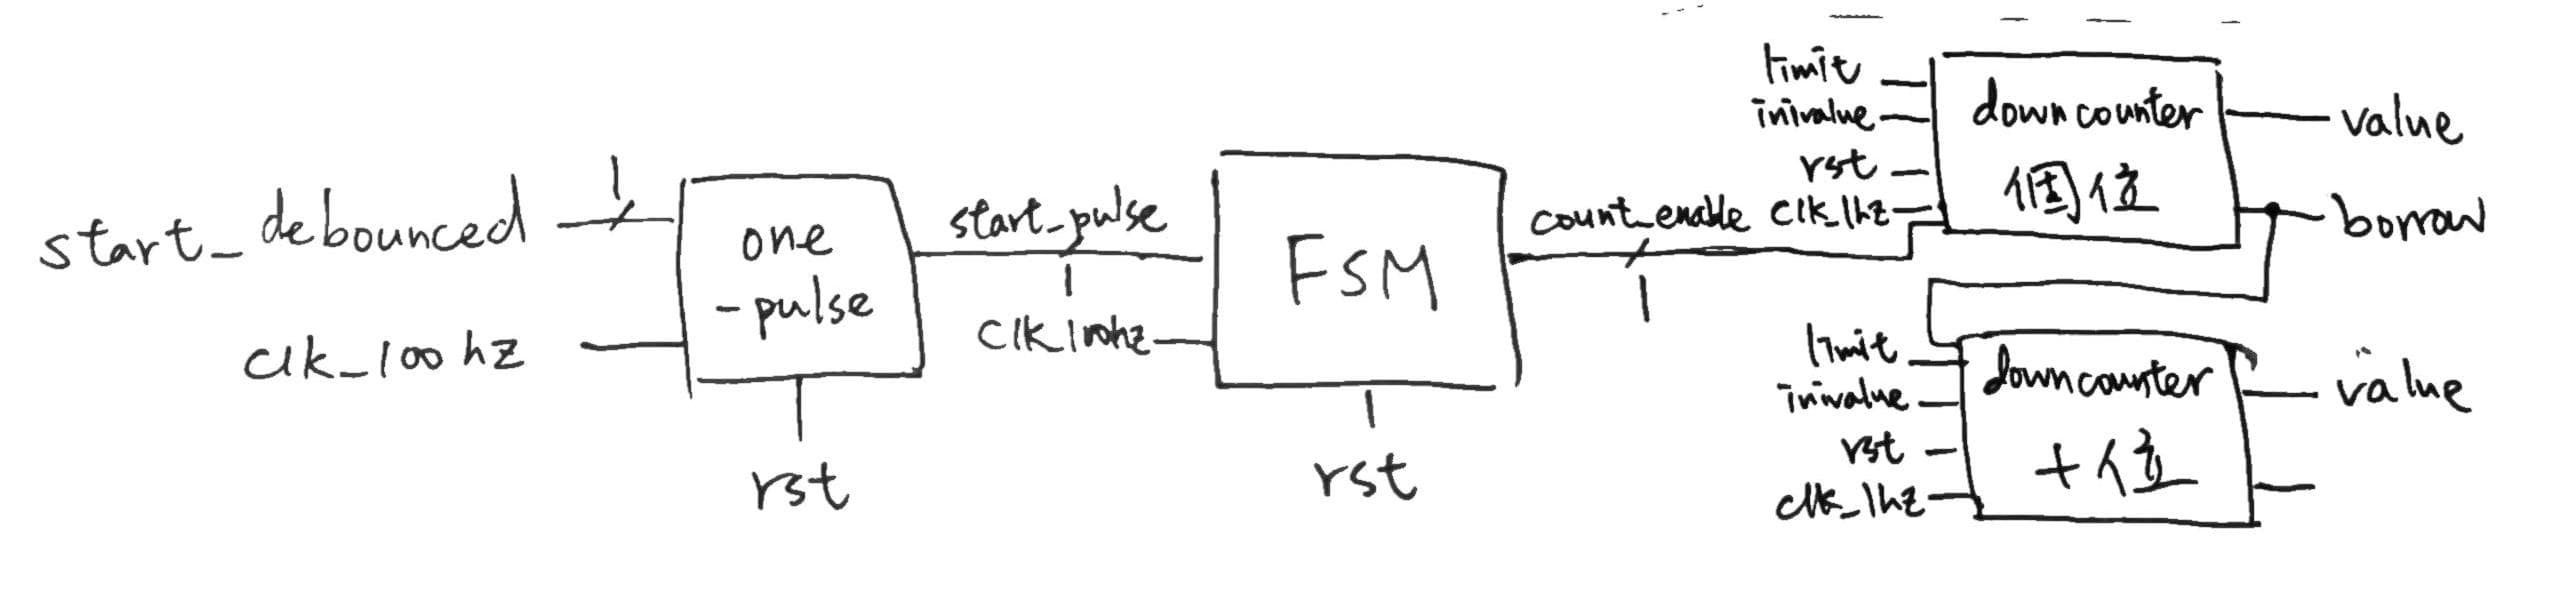 start_debounced
1
clk_100hz
one
-pulse
rst
start_pulse
1
clk_100hz
FSM
rst
count_enable
1
limit
inivalue
rst
clk_1hz
downcounter
個位
value
borrow
limit
inivalue
rst
clk_1hz
downcounter
十位
value